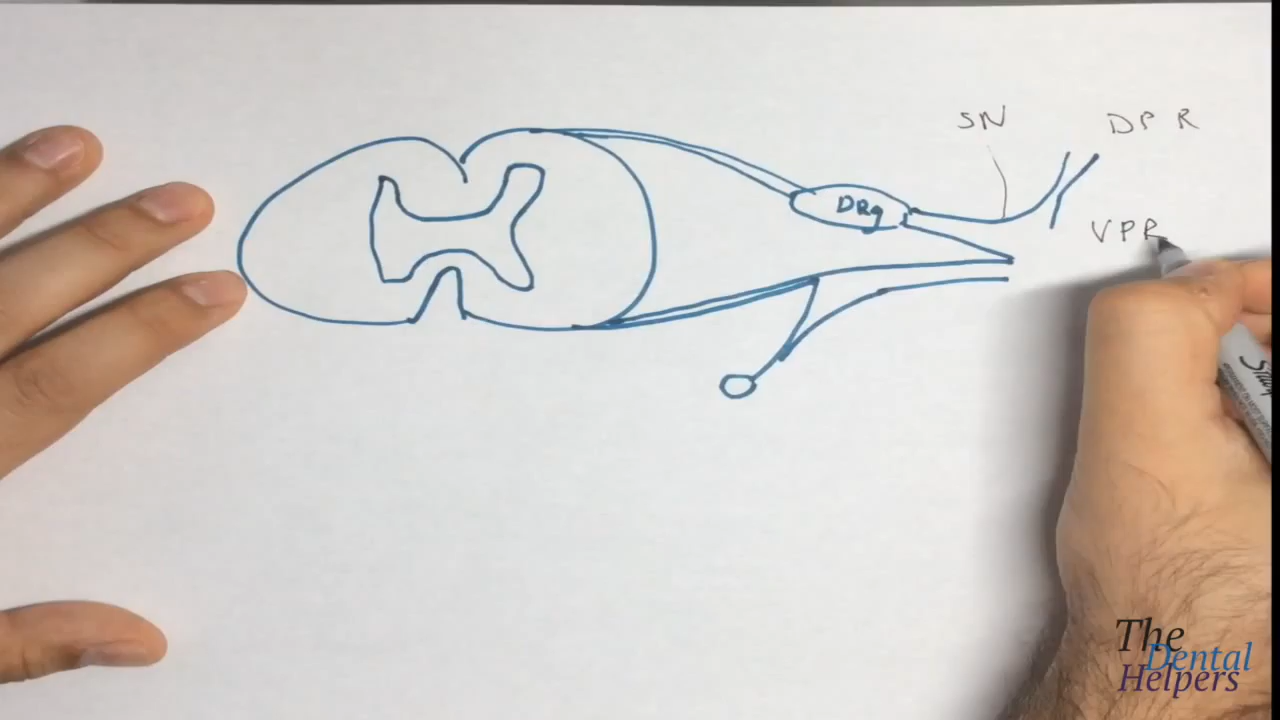 SN
DPR
DRg
VPR
The
Dental
Helpers